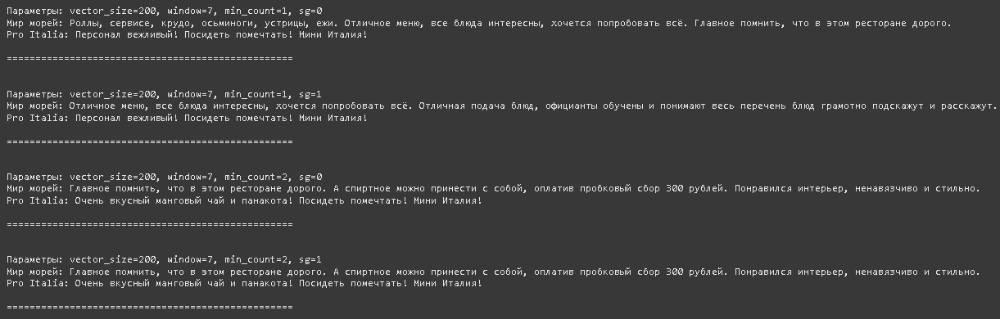 Параметры: vector_size=200, window=7, min_count=1, sg=0
Мир морей: Роллы, сервисе, крудо, осьминоги, устрицы, ежи. Отличное меню, все блюда интересны, хочется попробовать всё. Главное помнить, что в этом ресторане дорого.
Pro Italia: Персонал вежливый! Посидеть помечтать! Мини Италия!
==================================================
Параметры: vector_size=200, window=7, min_count=1, sg=1
Мир морей: Отличное меню, все блюда интересны, хочется попробовать всё. Отличная подача блюд, официанты обучены и понимают весь перечень блюд грамотно подскажут и расскажут.
Pro Italia: Персонал вежливый! Посидеть помечтать! Мини Италия!
==================================================
Параметры: vector_size=200, window=7, min_count=2, sg=0
Мир морей: Главное помнить, что в этом ресторане дорого. А спиртное можно принести с собой, оплатив пробковый сбор 300 рублей. Понравился интерьер, ненавязчиво и стильно.
Pro Italia: Очень вкусный манговый чай и панакота! Посидеть помечтать! Мини Италия!
==================================================
Параметры: vector_size=200, window=7, min_count=2, sg=1
Мир морей: Главное помнить, что в этом ресторане дорого. А спиртное можно принести с собой, оплатив пробковый сбор 300 рублей. Понравился интерьер, ненавязчиво и стильно.
Pro Italia: Очень вкусный манговый чай и панакота! Посидеть помечтать! Мини Италия!
==================================================